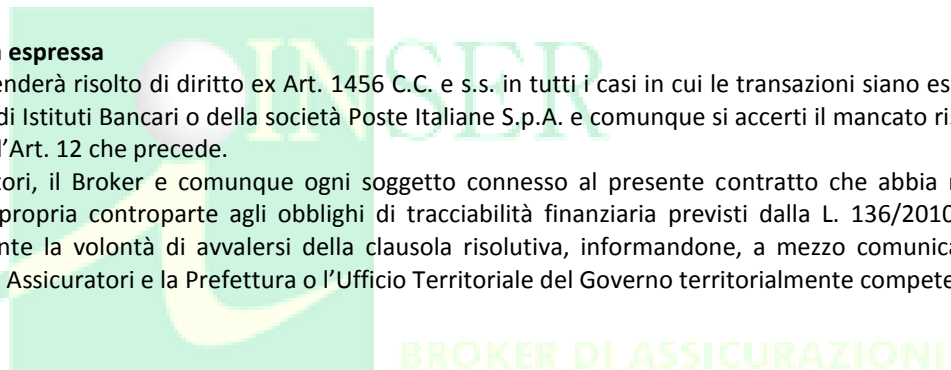 espressa
enderà risolto di diritto ex Art. 1456 C.C. e s.s. in tutti i casi in cui le transazioni siano es
di Istituti Bancari o della società Poste Italiane S.p.A. e comunque si accerti il mancato ri
l’Art. 12 che precede.
tori, il Broker e comunque ogni soggetto connesso al presente contratto che abbia
propria controparte agli obblighi di tracciabilità finanziaria previsti dalla L. 136/2010
nte la volontà di avvalersi della clausola risolutiva, informandone, a mezzo comunica
Assicuratori e la Prefettura o l’Ufficio Territoriale del Governo territorialmente compete
INSER
BROKER DI ASSICURAZIONI